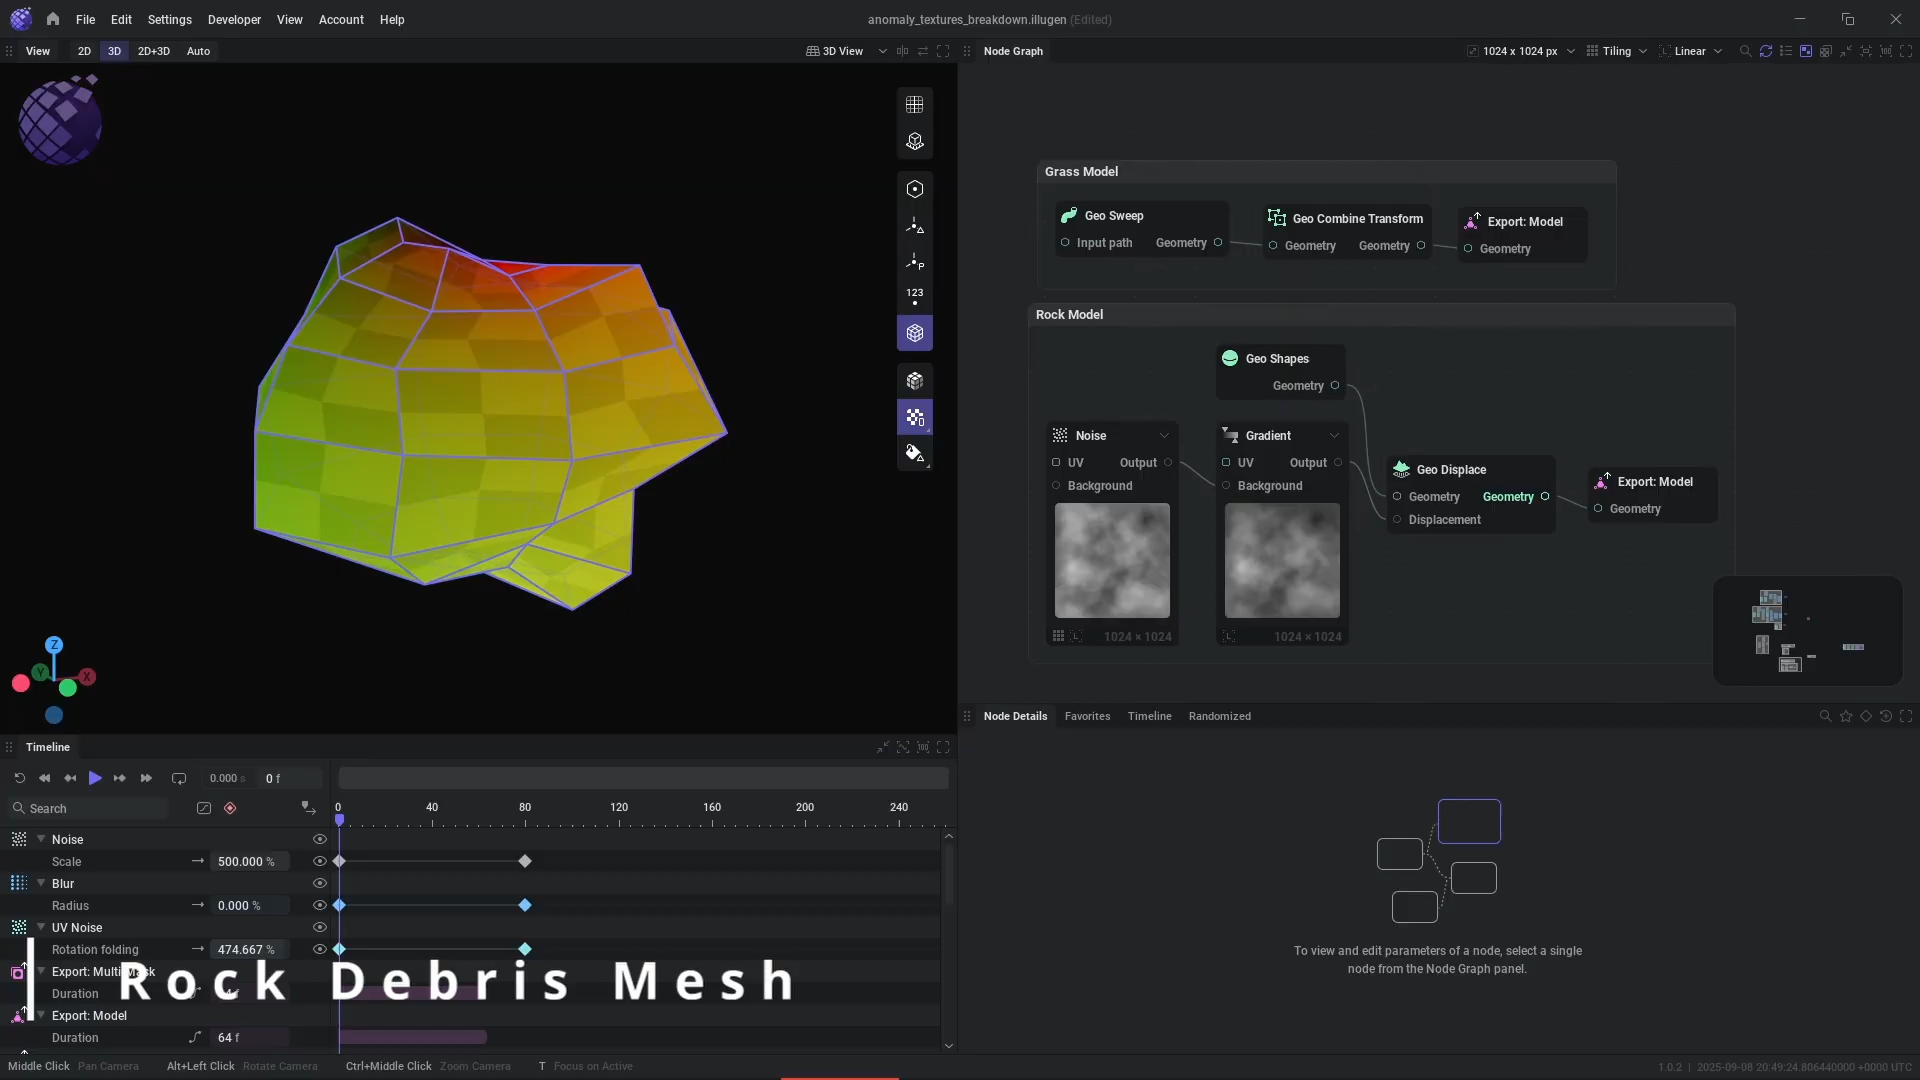 File Edit Settings Developer View Account Help
anomaly_textures_breakdown.illugen (Edited)
View 2D 3D 2D+3D Auto
3D View
Node Graph
1024 x 1024 px Tiling Linear
P
123
Z
Y
X
Grass Model
Geo Sweep
Input path Geometry
Geo Combine Transform
Geometry Geometry
Export: Model
Geometry
Rock Model
Geo Shapes
Geometry
Noise
UV Output
Background
1024 × 1024
Gradient
UV Output
Background
1024 × 1024
Geo Displace
Geometry Geometry
Displacement
Export: Model
Geometry
Node Details Favorites Timeline Randomized
To view and edit parameters of a node, select a single
node from the Node Graph panel.
Timeline
0.000 s 0 f
Search
0 40 80 120 160 200 240
Noise
Scale 500.000 %
Blur
Radius 0.000 %
UV Noise
Rotation folding 474.667 %
Export: Multi Mask
Duration
Rock Debris Mesh
Export: Model
Duration 64 f
Middle Click Pan Camera Alt+Left Click Rotate Camera Ctrl+Middle Click Zoom Camera T Focus on Active
1.0.2 | 2025-09-08 20:49:24.806440000 +0000 UTC